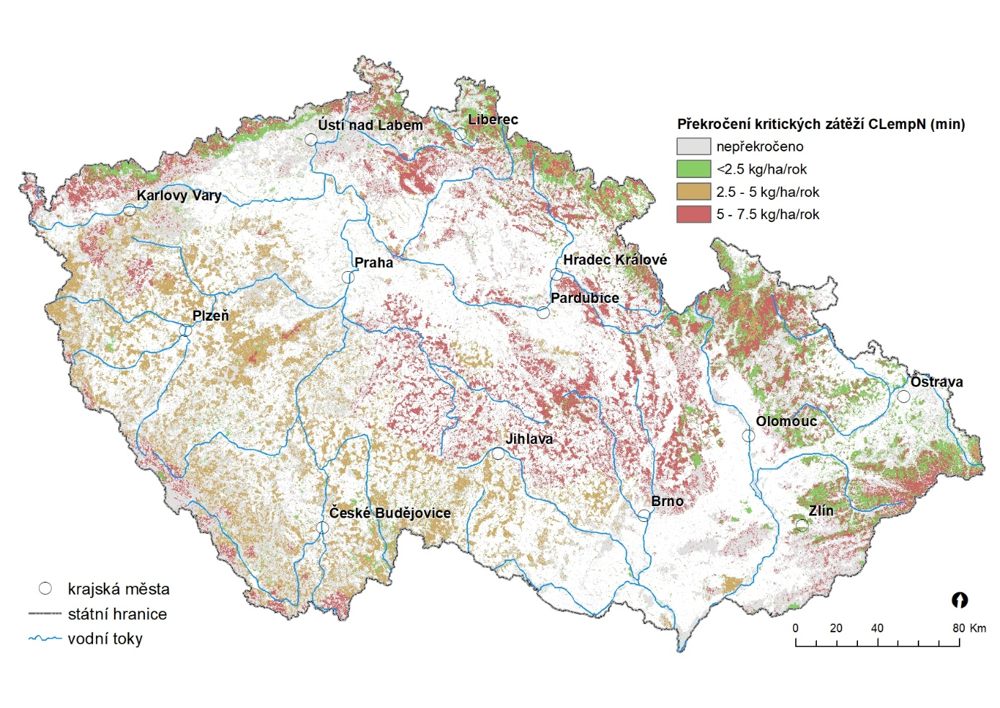 Ústí nad Labem
Liberec
Karlovy Vary
Praha
Hradec Králové
Pardubice
Plzeň
Ostrava
Olomouc
Jihlava
Brno
Zlín
České Budějovice
Překročení kritických zátěží CLempN (min)
nepřekročeno
<2.5 kg/ha/rok
2.5 - 5 kg/ha/rok
5 - 7.5 kg/ha/rok
krajská města
státní hranice
vodní toky
0 20 40 80 Km